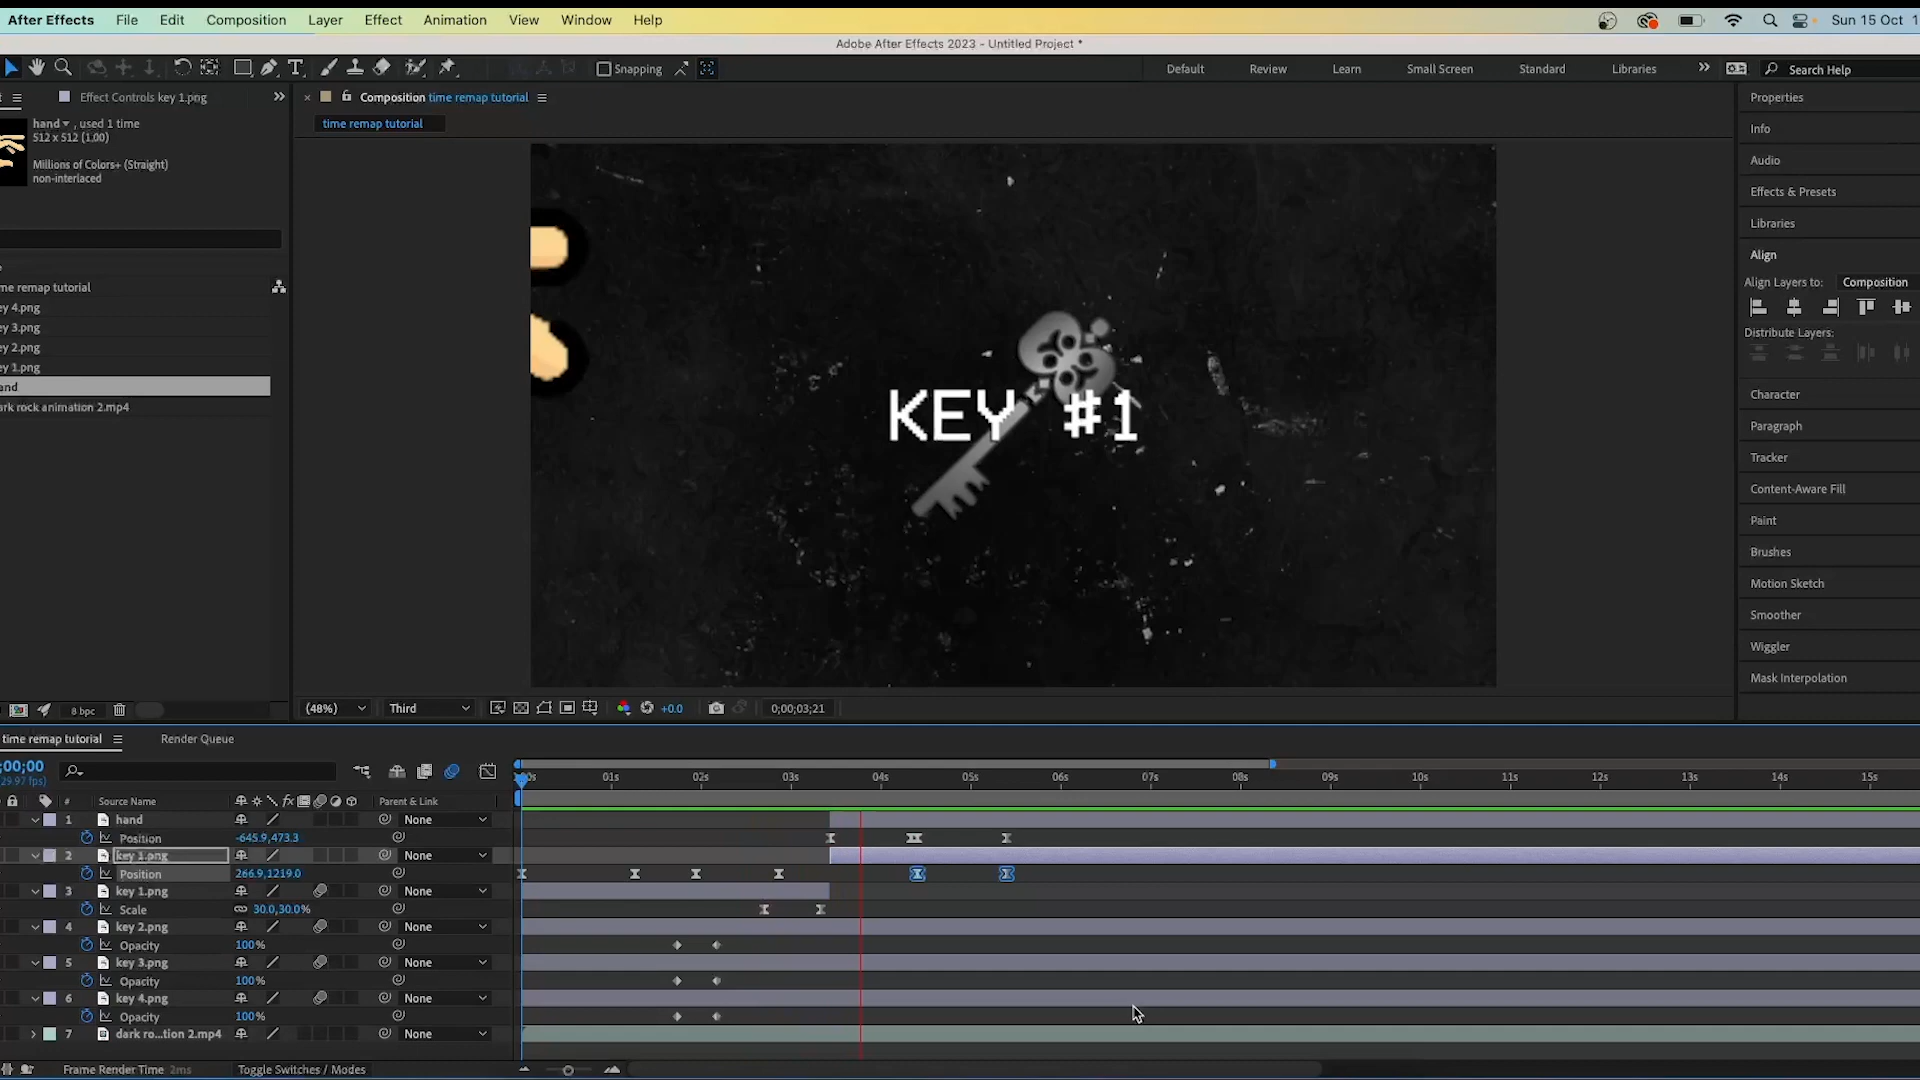 After Effects File Edit Composition Layer Effect Animation View Window Help
Sun 15 Oct 1
Adobe After Effects 2023 - Untitled Project *
Snapping
Default Review Learn Small Screen Standard Libraries
Search Help
Effect Controls key 1.png
Composition time remap tutorial
time remap tutorial
hand , used 1 time
512 x 512 (1,00)
Millions of Colors+ (Straight)
non-interlaced
me remap tutorial
ey 4.png
ey 3.png
ey 2.png
ey 1.png
and
ark rock animation 2.mp4
8 bpc
KEY #1
(48%) Third +0.0 0;00;03;21
Properties
Info
Audio
Effects & Presets
Libraries
Align
Align Layers to: Composition
Distribute Layers:
Character
Paragraph
Tracker
Content-Aware Fill
Paint
Brushes
Motion Sketch
Smoother
Wiggler
Mask Interpolation
time remap tutorial Render Queue
;00;00
29.97 fps)
01s 02s 03s 04s 05s 06s 07s 08s 09s 10s 11s 12s 13s 14s 15s
# Source Name fx Parent & Link
1 hand None
Position -645.9,473.3
2 key 1.png None
Position 266.9,1219.0
3 key 1.png None
Scale 30.0,30.0%
4 key 2.png None
Opacity 100%
5 key 3.png None
Opacity 100%
6 key 4.png None
Opacity 100%
7 dark ro...tion 2.mp4 None
Frame Render Time 2ms Toggle Switches / Modes